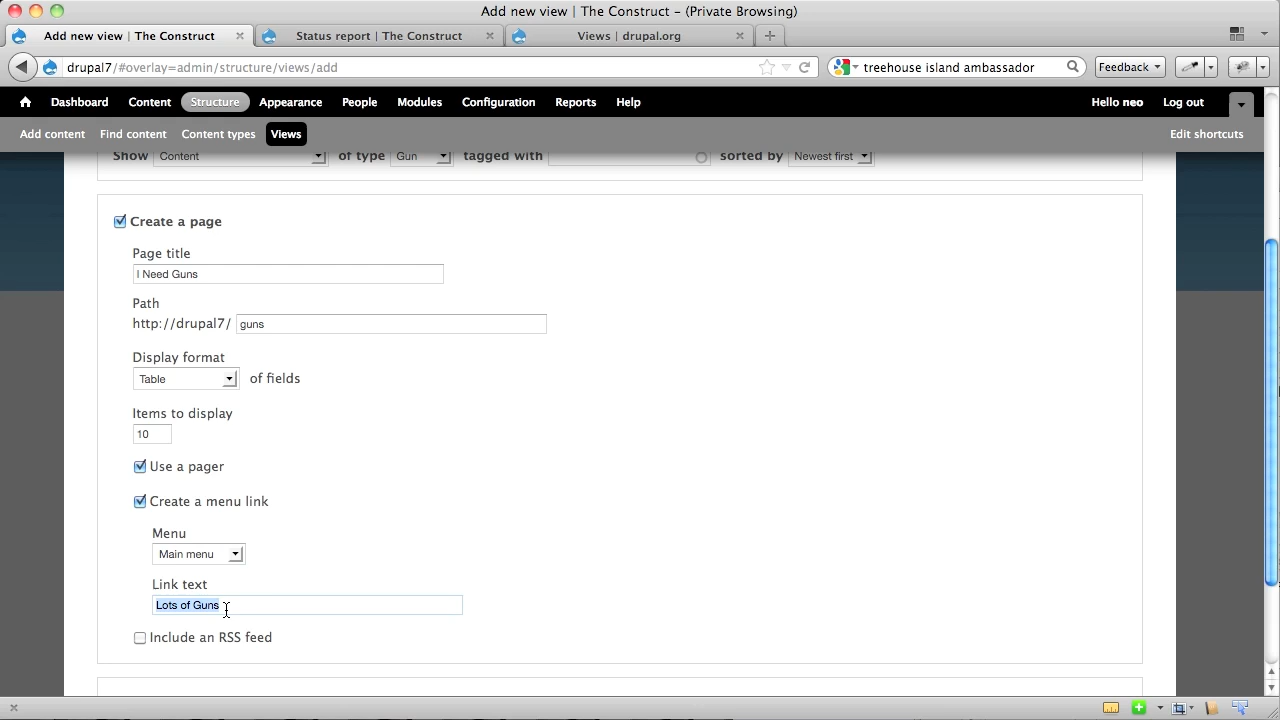 Add new view | The Construct – (Private Browsing)
Add new view | The Construct
Status report | The Construct
Views | drupal.org
drupal7/#overlay=admin/structure/views/add
treehouse island ambassador
Feedback
Dashboard Content Structure Appearance People Modules Configuration Reports Help
Hello neo Log out
Add content Find content Content types Views
Edit shortcuts
Show Content of type Gun tagged with sorted by Newest first
Create a page
Page title
I Need Guns
Path
http://drupal7/ guns
Display format
Table of fields
Items to display
10
Use a pager
Create a menu link
Menu
Main menu
Link text
Lots of Guns
Include an RSS feed